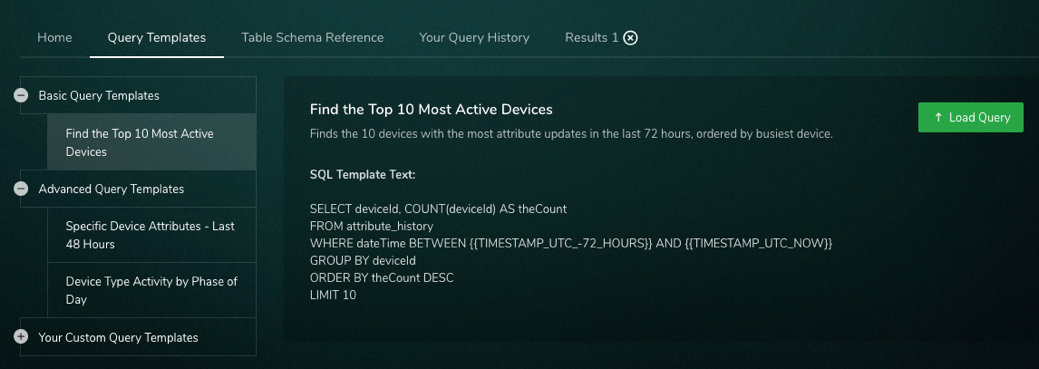 Home
Query Templates
Table Schema Reference
Your Query History
Results 1
Basic Query Templates
Find the Top 10 Most Active
Devices
Advanced Query Templates
Specific Device Attributes - Last
48 Hours
Device Type Activity by Phase of
Day
Your Custom Query Templates
Find the Top 10 Most Active Devices
Load Query
Finds the 10 devices with the most attribute updates in the last 72 hours, ordered by busiest device.
SQL Template Text:
SELECT deviceId, COUNT(deviceId) AS theCount
FROM attribute_history
WHERE dateTime BETWEEN {{TIMESTAMP_UTC_-72_HOURS}} AND {{TIMESTAMP_UTC_NOW}}
GROUP BY deviceId
ORDER BY theCount DESC
LIMIT 10